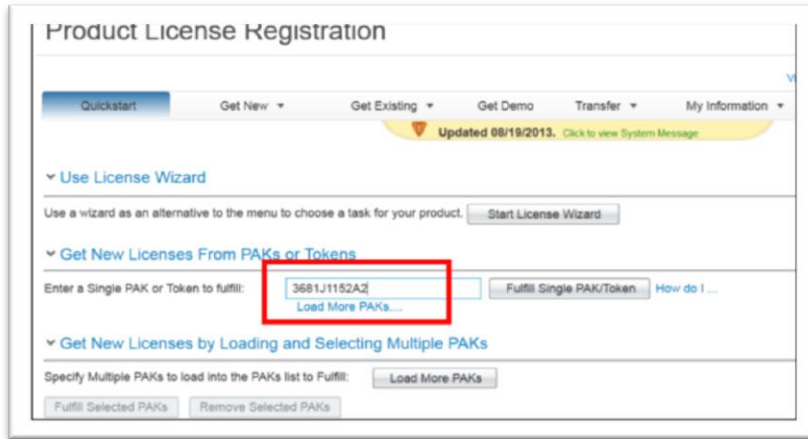 Product License Registration
Quickstart Get New Get Existing Get Demo Transfer My Information
Updated 08/19/2013. Click to view System Message
Use License Wizard
Use a wizard as an alternative to the menu to choose a task for your product. Start License Wizard
Get New Licenses From PAKs or Tokens
Enter a Single PAK or Token to fulfill: 3681J1152A2 Fulfill Single PAK/Token How do I ...
Load More PAKs....
Get New Licenses by Loading and Selecting Multiple PAKs
Specify Multiple PAKs to load into the PAKs list to Fulfill: Load More PAKs
Fulfill Selected PAKs Remove Selected PAKs